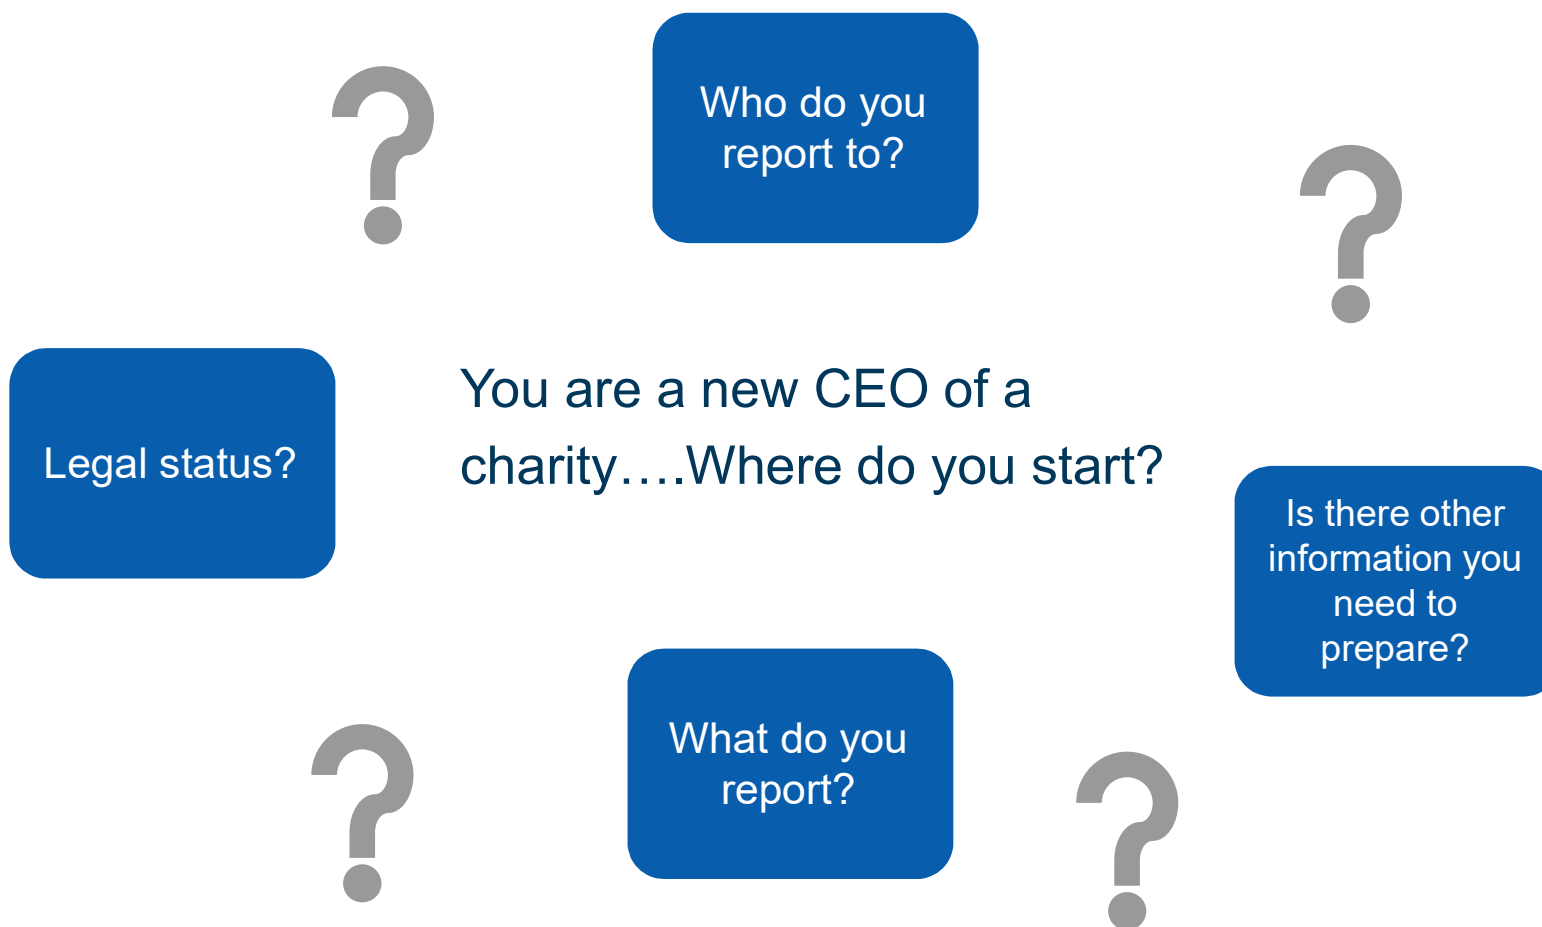 Who do you
report to?
You are a new CEO of a
charity....Where do you start?
Legal status?
Is there other
information you
need to
prepare?
What do you
report?